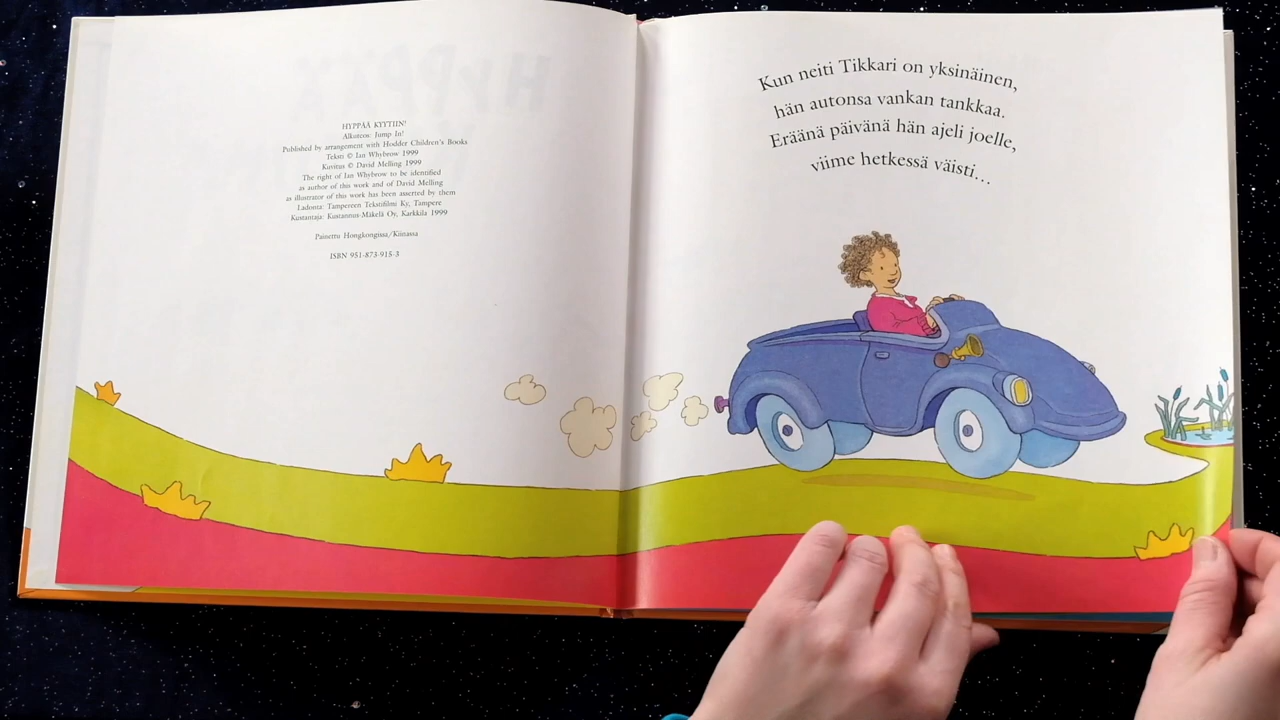 HYPPÄÄ KYYTIIN!
Alkuteos: Jump In!
Published by arrangement with Hodder Children's Books
Teksti © Ian Whybrow 1999
Kuvitus © David Melling 1999
The right of Ian Whybrow to be identified
as author of this work and of David Melling
as illustrator of this work has been asserted by them
Ladonta: Tampereen Tekstifilmi Ky, Tampere
Kustantaja: Kustannus-Mäkelä Oy, Karkkila 1999
Painettu Hongkongissa/Kiinassa
ISBN 951-873-915-3
Kun neiti Tikkari on yksinäinen,
hän autonsa vankan tankkaa.
Eräänä päivänä hän ajeli joelle,
viime hetkessä väisti...